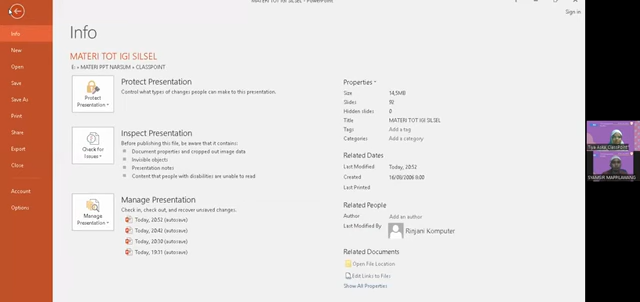 MATERI TOT IGI SILSEL - PowerPoint
Sign in
Info
New
Open
Save
Save As
Print
Share
Export
Close
Account
Options
Info
MATERI TOT IGI SILSEL
E: » MATERI PPT NARSUM » CLASSPOINT
Protect Presentation
Protect Presentation
Control what types of changes people can make to this presentation.
Check for Issues
Inspect Presentation
Before publishing this file, be aware that it contains:
Document properties and cropped out image data
Invisible objects
Presentation notes
Content that people with disabilities are unable to read
Manage Presentation
Manage Presentation
Check in, check out, and recover unsaved changes.
Today, 20:52 (autosave)
Today, 20:42 (autosave)
Today, 20:30 (autosave)
Today, 19:31 (autosave)
Properties
Size 14,5MB
Slides 92
Hidden slides 0
Title MATERI TOT IGI SILSEL
Tags Add a tag
Categories Add a category
Related Dates
Last Modified Today, 20:52
Created 16/08/2006 8:00
Last Printed
Related People
Author Add an author
Last Modified By Rinjani Komputer
Related Documents
Open File Location
Edit Links to Files
Show All Properties